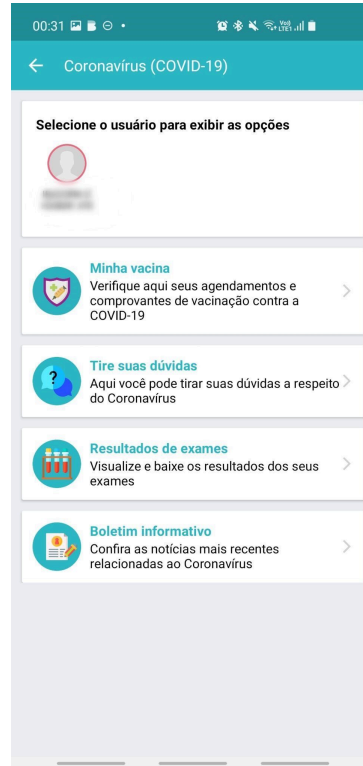 00:31
Vo))
LTE1
Coronavírus (COVID-19)
Selecione o usuário para exibir as opções
Minha vacina
Verifique aqui seus agendamentos e
comprovantes de vacinação contra a
COVID-19
Tire suas dúvidas
Aqui você pode tirar suas dúvidas a respeito
do Coronavírus
Resultados de exames
Visualize e baixe os resultados dos seus
exames
Boletim informativo
Confira as notícias mais recentes
relacionadas ao Coronavírus